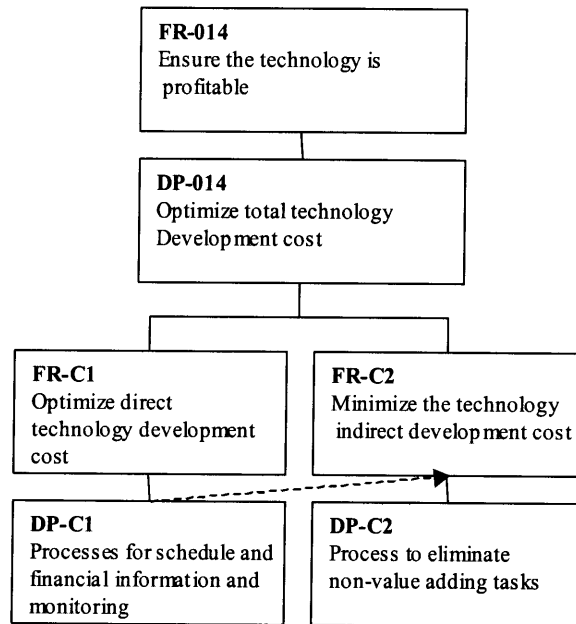 FR-014
Ensure the technology is
profitable
DP-014
Optimize total technology
Development cost
FR-C1
Optimize direct
technology development
cost
FR-C2
Minimize the technology
indirect development cost
DP-C1
Processes for schedule and
financial information and
monitoring
DP-C2
Process to eliminate
non-value adding tasks